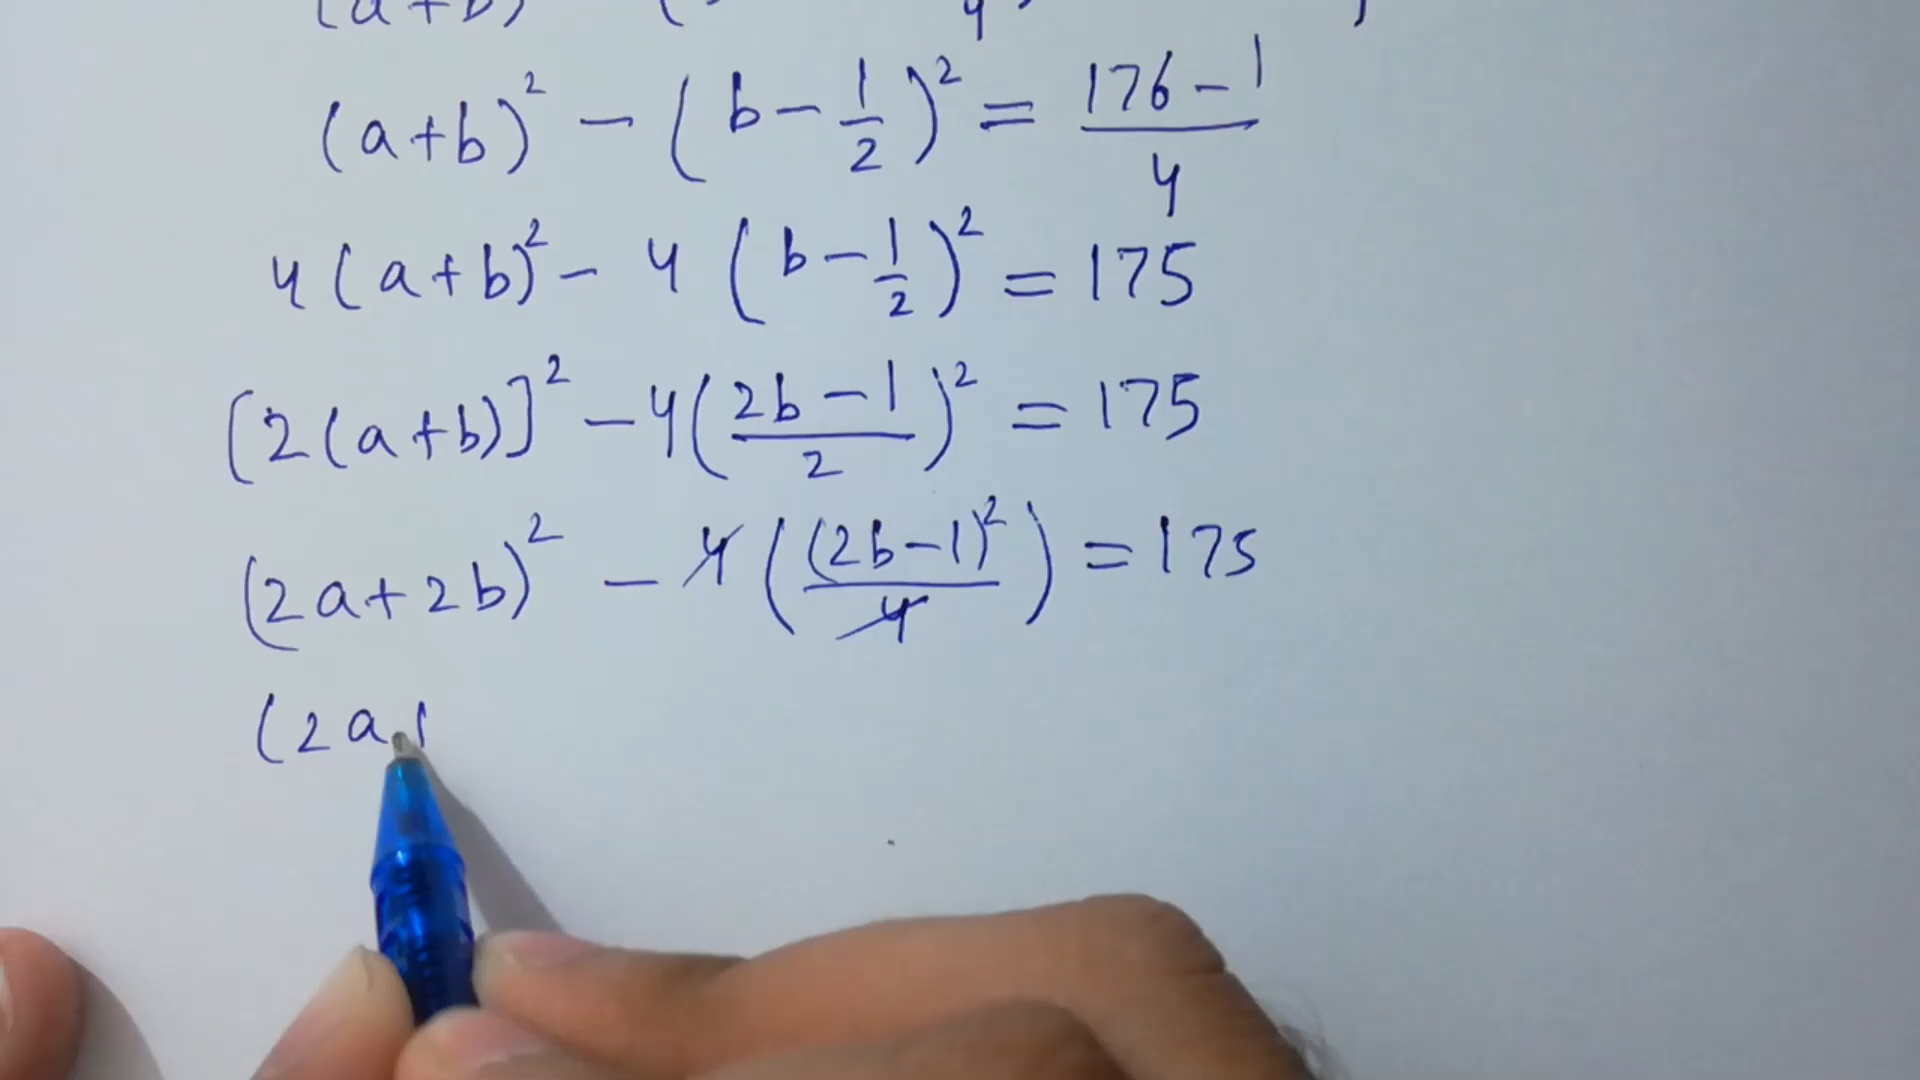 (a+b)
(a+b)² - (b - 1/2)² = (176 - 1)/4
4(a+b)² - 4(b - 1/2)² = 175
[2(a+b)]² - 4((2b - 1)/2)² = 175
(2a+2b)² - 4((2b-1)²/4) = 175
(2a